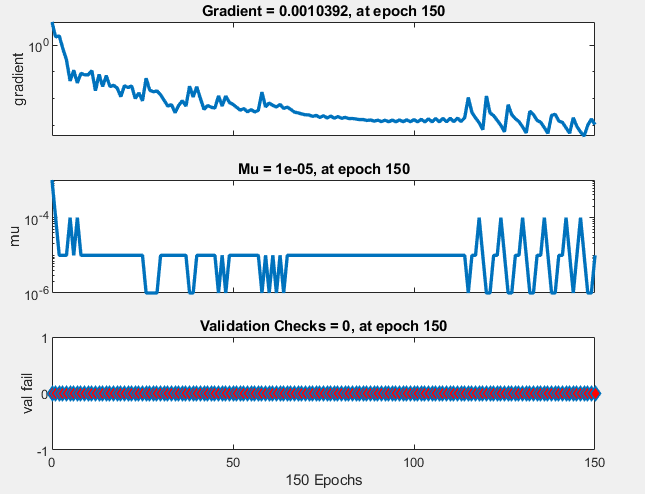 Gradient = 0.0010392, at epoch 150
10^0
gradient
Mu = 1e-05, at epoch 150
10^-4
mu
10^-6
Validation Checks = 0, at epoch 150
1
val fail
0
-1
0 50 100 150
150 Epochs